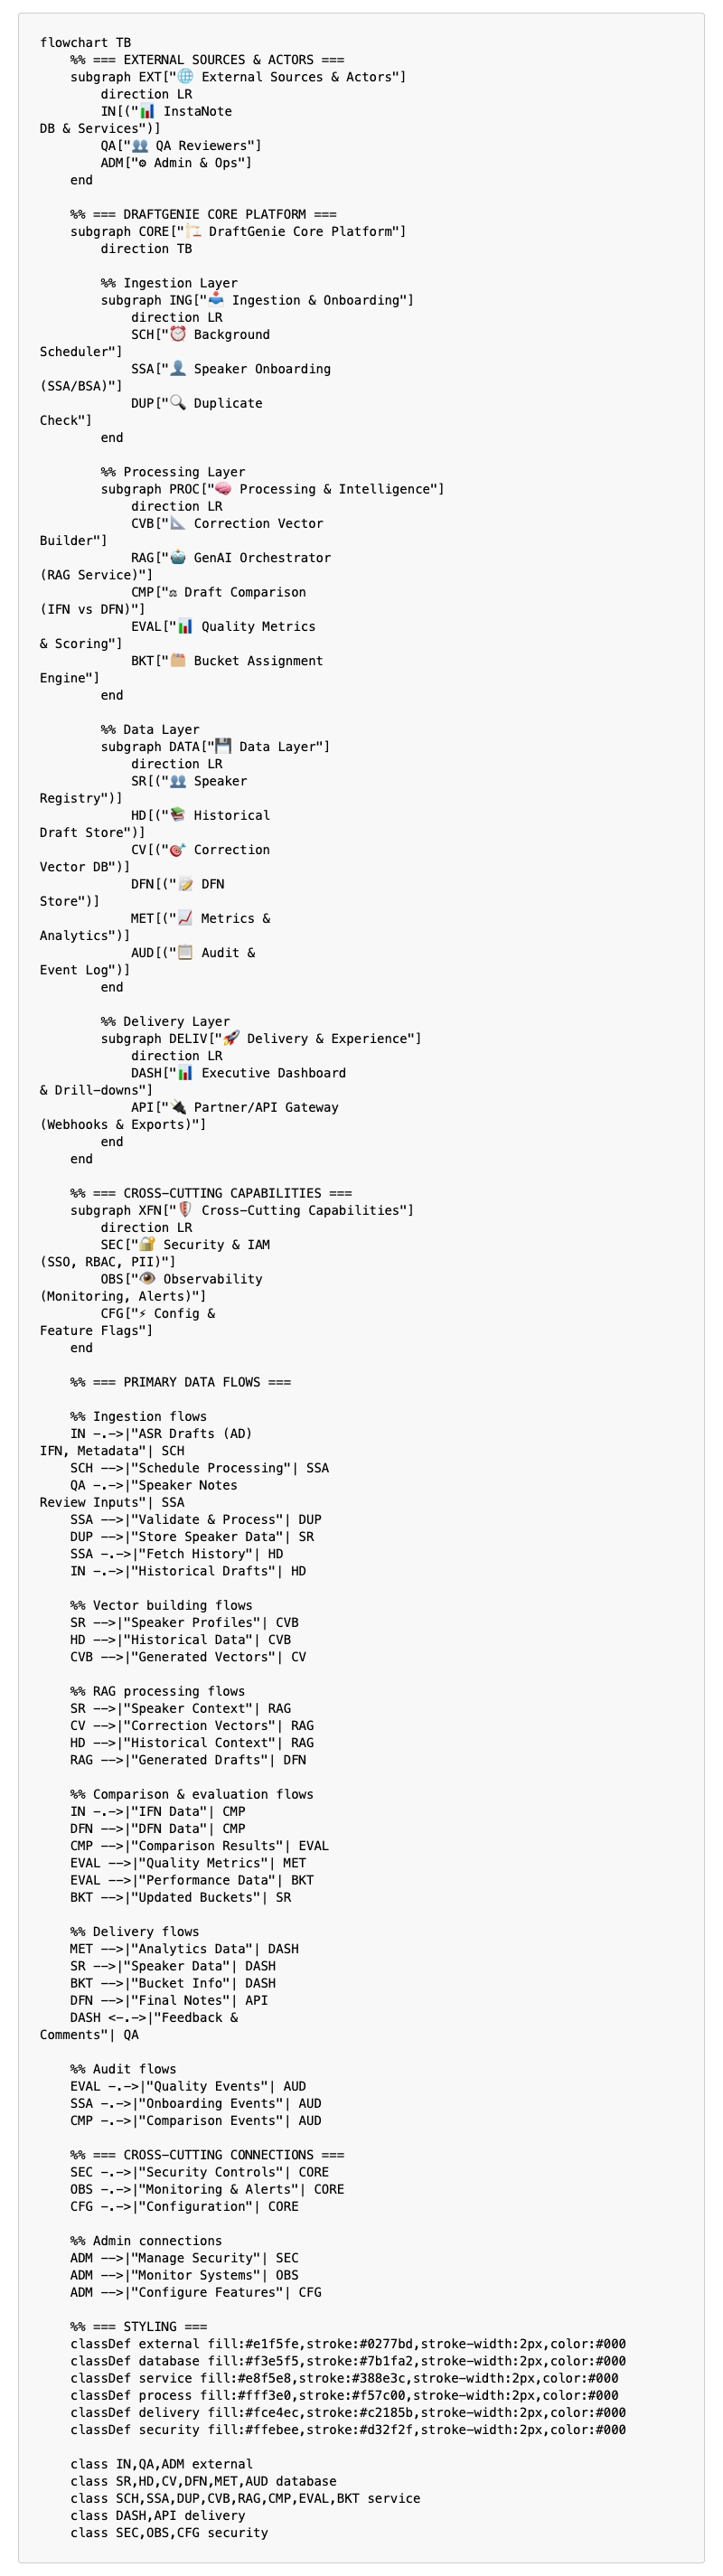 flowchart TB
%% === EXTERNAL SOURCES & ACTORS ===
subgraph EXT["🌐 External Sources & Actors"]
direction LR
IN[("📊 InstaNote
DB & Services")]
QA["👥 QA Reviewers"]
ADM["⚙ Admin & Ops"]
end
%% === DRAFTGENIE CORE PLATFORM ===
subgraph CORE["🏗️ DraftGenie Core Platform"]
direction TB
%% Ingestion Layer
subgraph ING["📥 Ingestion & Onboarding"]
direction LR
SCH["⏰ Background
Scheduler"]
SSA["👤 Speaker Onboarding
(SSA/BSA)"]
DUP["🔍 Duplicate
Check"]
end
%% Processing Layer
subgraph PROC["🧠 Processing & Intelligence"]
direction LR
CVB["📐 Correction Vector
Builder"]
RAG["🤖 GenAI Orchestrator
(RAG Service)"]
CMP["⚖ Draft Comparison
(IFN vs DFN)"]
EVAL["📊 Quality Metrics
& Scoring"]
BKT["🗂️ Bucket Assignment
Engine"]
end
%% Data Layer
subgraph DATA["💾 Data Layer"]
direction LR
SR[("👥 Speaker
Registry")]
HD[("📚 Historical
Draft Store")]
CV[("🎯 Correction
Vector DB")]
DFN[("📝 DFN
Store")]
MET[("📈 Metrics &
Analytics")]
AUD[("📋 Audit &
Event Log")]
end
%% Delivery Layer
subgraph DELIV["🚀 Delivery & Experience"]
direction LR
DASH["📊 Executive Dashboard
& Drill-downs"]
API["🔌 Partner/API Gateway
(Webhooks & Exports)"]
end
end
%% === CROSS-CUTTING CAPABILITIES ===
subgraph XFN["🛡️ Cross-Cutting Capabilities"]
direction LR
SEC["🔐 Security & IAM
(SSO, RBAC, PII)"]
OBS["👁️ Observability
(Monitoring, Alerts)"]
CFG["⚡ Config &
Feature Flags"]
end
%% === PRIMARY DATA FLOWS ===
%% Ingestion flows
IN -.->|"ASR Drafts (AD)
IFN, Metadata"| SCH
SCH -->|"Schedule Processing"| SSA
QA -.->|"Speaker Notes
Review Inputs"| SSA
SSA -->|"Validate & Process"| DUP
DUP -->|"Store Speaker Data"| SR
SSA -.->|"Fetch History"| HD
IN -.->|"Historical Drafts"| HD
%% Vector building flows
SR -->|"Speaker Profiles"| CVB
HD -->|"Historical Data"| CVB
CVB -->|"Generated Vectors"| CV
%% RAG processing flows
SR -->|"Speaker Context"| RAG
CV -->|"Correction Vectors"| RAG
HD -->|"Historical Context"| RAG
RAG -->|"Generated Drafts"| DFN
%% Comparison & evaluation flows
IN -.->|"IFN Data"| CMP
DFN -->|"DFN Data"| CMP
CMP -->|"Comparison Results"| EVAL
EVAL -->|"Quality Metrics"| MET
EVAL -->|"Performance Data"| BKT
BKT -->|"Updated Buckets"| SR
%% Delivery flows
MET -->|"Analytics Data"| DASH
SR -->|"Speaker Data"| DASH
BKT -->|"Bucket Info"| DASH
DFN -->|"Final Notes"| API
DASH <-.->|"Feedback &
Comments"| QA
%% Audit flows
EVAL -.->|"Quality Events"| AUD
SSA -.->|"Onboarding Events"| AUD
CMP -.->|"Comparison Events"| AUD
%% === CROSS-CUTTING CONNECTIONS ===
SEC -.->|"Security Controls"| CORE
OBS -.->|"Monitoring & Alerts"| CORE
CFG -.->|"Configuration"| CORE
%% Admin connections
ADM -->|"Manage Security"| SEC
ADM -->|"Monitor Systems"| OBS
ADM -->|"Configure Features"| CFG
%% === STYLING ===
classDef external fill:#e1f5fe,stroke:#0277bd,stroke-width:2px,color:#000
classDef database fill:#f3e5f5,stroke:#7b1fa2,stroke-width:2px,color:#000
classDef service fill:#e8f5e8,stroke:#388e3c,stroke-width:2px,color:#000
classDef process fill:#fff3e0,stroke:#f57c00,stroke-width:2px,color:#000
classDef delivery fill:#fce4ec,stroke:#c2185b,stroke-width:2px,color:#000
classDef security fill:#ffebee,stroke:#d32f2f,stroke-width:2px,color:#000
class IN,QA,ADM external
class SR,HD,CV,DFN,MET,AUD database
class SCH,SSA,DUP,CVB,RAG,CMP,EVAL,BKT service
class DASH,API delivery
class SEC,OBS,CFG security